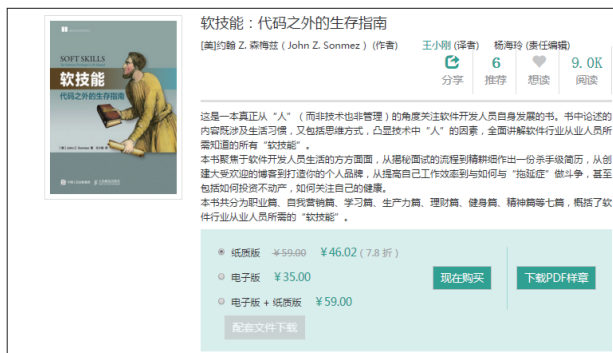 软技能：代码之外的生存指南
[美]约翰 Z. 森梅兹（John Z. Sonmez）(作者) 王小刚 (译者) 杨海玲 (责任编辑)
分享
6
推荐
想读
9.0K
阅读
SOFT SKILLS
软技能
代码之外的生存指南
这是一本真正从“人”（而非技术也非管理）的角度关注软件开发人员自身发展的书。书中论述的
内容既涉及生活习惯，又包括思维方式，凸显技术中“人”的因素，全面讲解软件行业从业人员所
需知道的所有“软技能”。
本书聚焦于软件开发人员生活的方方面面，从揭秘面试的流程到精耕细作出一份杀手级简历，从创
建大受欢迎的博客到打造你的个人品牌，从提高自己工作效率到与如何与“拖延症”做斗争，甚至
包括如何投资不动产，如何关注自己的健康。
本书共分为职业篇、自我营销篇、学习篇、生产力篇、理财篇、健身篇、精神篇等七篇，概括了软
件行业从业人员所需的“软技能”。
纸质版 ￥59.00 ￥46.02 ( 7.8 折 )
电子版 ￥35.00
电子版 + 纸质版 ￥59.00
现在购买
下载PDF样章
配套文件下载